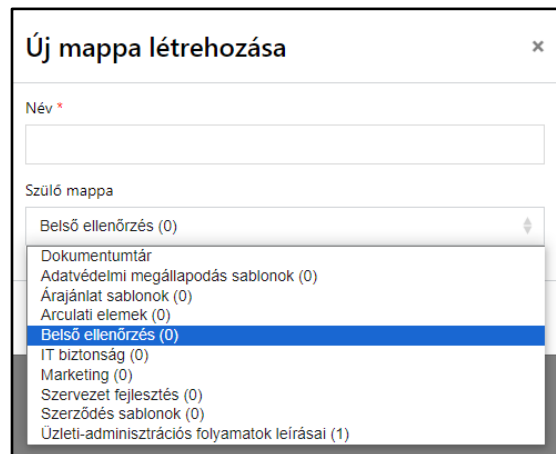 Új mappa létrehozása ×
Név *
Szülő mappa
Belső ellenőrzés (0)
Dokumentumtár
Adatvédelmi megállapodás sablonok (0)
Árajánlat sablonok (0)
Arculati elemek (0)
Belső ellenőrzés (0)
IT biztonság (0)
Marketing (0)
Szervezet fejlesztés (0)
Szerződés sablonok (0)
Üzleti-adminisztrációs folyamatok leírásai (1)